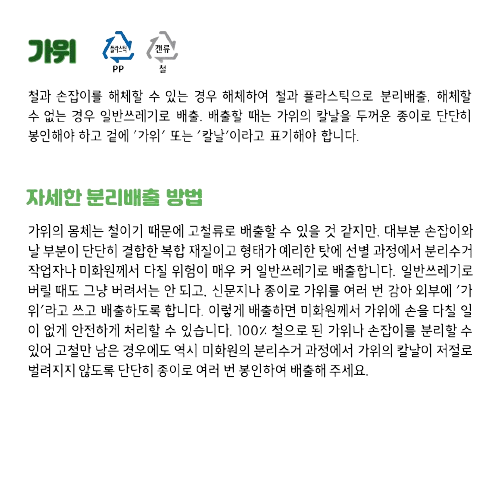 가위
플라스틱
캔류
PP
철
철과 손잡이를 해체할 수 있는 경우 해체하여 철과 플라스틱으로 분리배출. 해체할
수 없는 경우 일반쓰레기로 배출. 배출할 때는 가위의 칼날을 두꺼운 종이로 단단히
봉인해야 하고 겉에 '가위' 또는 '칼날'이라고 표기해야 합니다.
자세한 분리배출 방법
가위의 몸체는 철이기 때문에 고철류로 배출할 수 있을 것 같지만, 대부분 손잡이와
날 부분이 단단히 결합한 복합 재질이고 형태가 예리한 탓에 선별 과정에서 분리수거
작업자나 미화원께서 다칠 위험이 매우 커 일반쓰레기로 배출합니다. 일반쓰레기로
버릴 때도 그냥 버려서는 안 되고, 신문지나 종이로 가위를 여러 번 감아 외부에 '가
위'라고 쓰고 배출하도록 합니다. 이렇게 배출하면 미화원께서 가위에 손을 다칠 일
이 없게 안전하게 처리할 수 있습니다. 100% 철으로 된 가위나 손잡이를 분리할 수
있어 고철만 남은 경우에도 역시 미화원의 분리수거 과정에서 가위의 칼날이 저절로
벌려지지 않도록 단단히 종이로 여러 번 봉인하여 배출해 주세요.